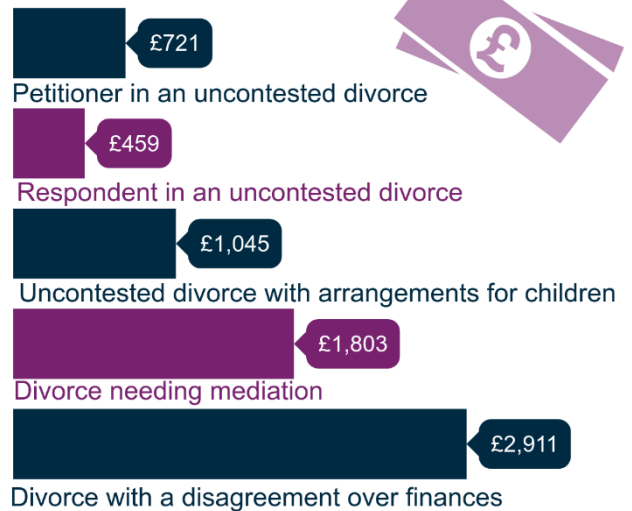 £
£721
Petitioner in an uncontested divorce
£459
Respondent in an uncontested divorce
£1,045
Uncontested divorce with arrangements for children
£1,803
Divorce needing mediation
£2,911
Divorce with a disagreement over finances